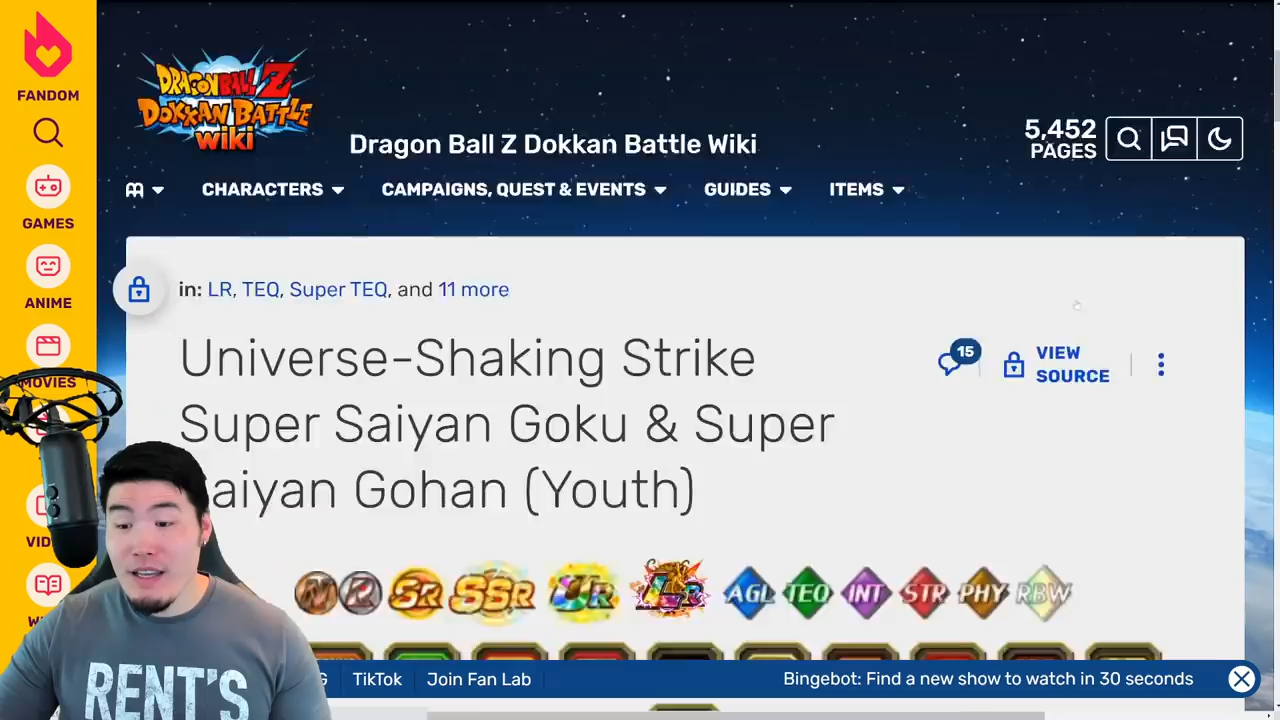 FANDOM
GAMES
ANIME
MOVIES
DRAGON BALL Z
DOKKAN BATTLE
wiki
Dragon Ball Z Dokkan Battle Wiki
5,452
PAGES
CHARACTERS
CAMPAIGNS, QUEST & EVENTS
GUIDES
ITEMS
in: LR, TEQ, Super TEQ, and 11 more
Universe-Shaking Strike
Super Saiyan Goku & Super
Saiyan Gohan (Youth)
15
VIEW
SOURCE
N R SR SSR UR LR AGL TEQ INT STR PHY RBW
TikTok
Join Fan Lab
Bingebot: Find a new show to watch in 30 seconds
RENT'S